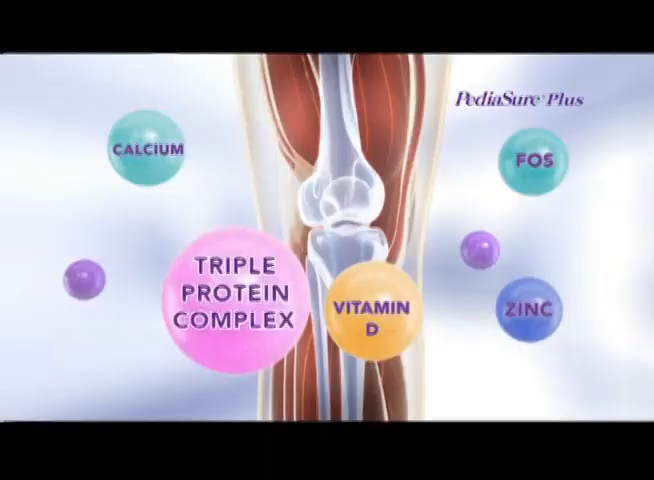 PediaSure® Plus
CALCIUM
FOS
TRIPLE
PROTEIN
COMPLEX
VITAMIN
D
ZINC